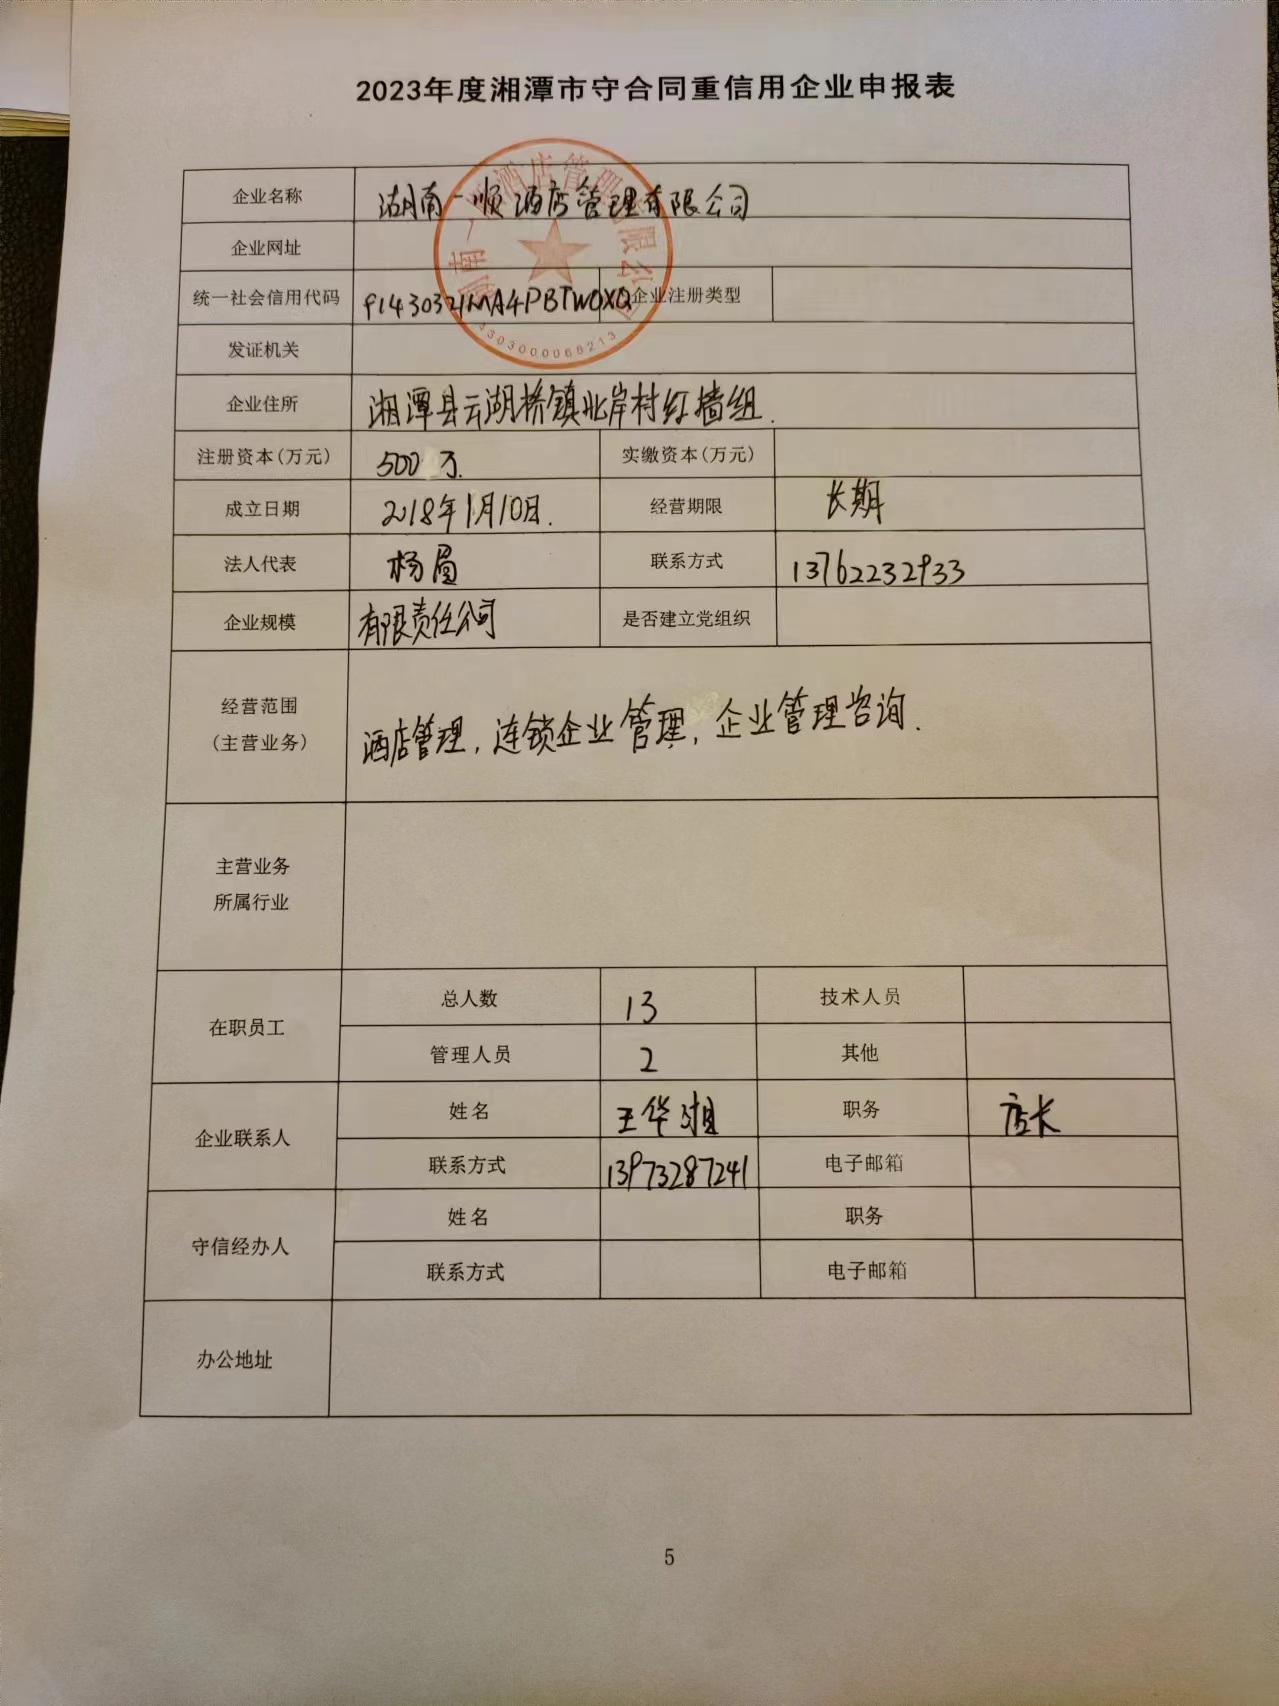 2023年度湘潭市守合同重信用企业申报表
企业名称 湖南一顺酒店管理有限公司
企业网址
统一社会信用代码 91430321MA4PBTW0XQ 企业注册类型
4303000068213
发证机关
企业住所 湘潭县云湖桥镇北岸村红墙组.
注册资本(万元) 500万. 实缴资本(万元)
成立日期 2018年1月10日. 经营期限 长期
法人代表 杨眉 联系方式 13762232933
企业规模 有限责任公司 是否建立党组织
经营范围
(主营业务)
酒店管理,连锁企业管理,企业管理咨询.
主营业务
所属行业
在职员工 总人数 13 技术人员
管理人员 2 其他
企业联系人 姓名 王华湘 职务 店长
联系方式 13973287241 电子邮箱
守信经办人 姓名 职务
联系方式 电子邮箱
办公地址
5